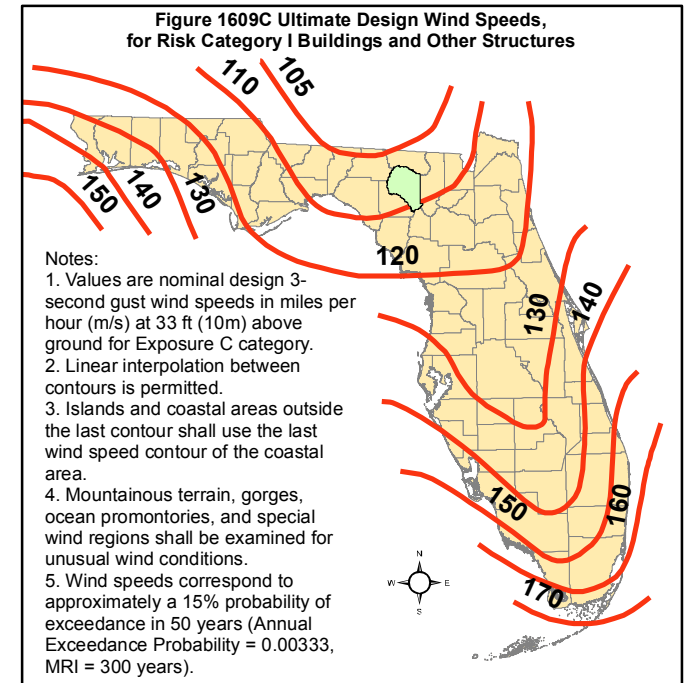 Figure 1609C Ultimate Design Wind Speeds,
for Risk Category I Buildings and Other Structures
105
110
150
140
130
120
130
140
150
160
170
Notes:
1. Values are nominal design 3-
second gust wind speeds in miles per
hour (m/s) at 33 ft (10m) above
ground for Exposure C category.
2. Linear interpolation between
contours is permitted.
3. Islands and coastal areas outside
the last contour shall use the last
wind speed contour of the coastal
area.
4. Mountainous terrain, gorges,
ocean promontories, and special
wind regions shall be examined for
unusual wind conditions.
5. Wind speeds correspond to
approximately a 15% probability of
exceedance in 50 years (Annual
Exceedance Probability = 0.00333,
MRI = 300 years).
N
W E
S